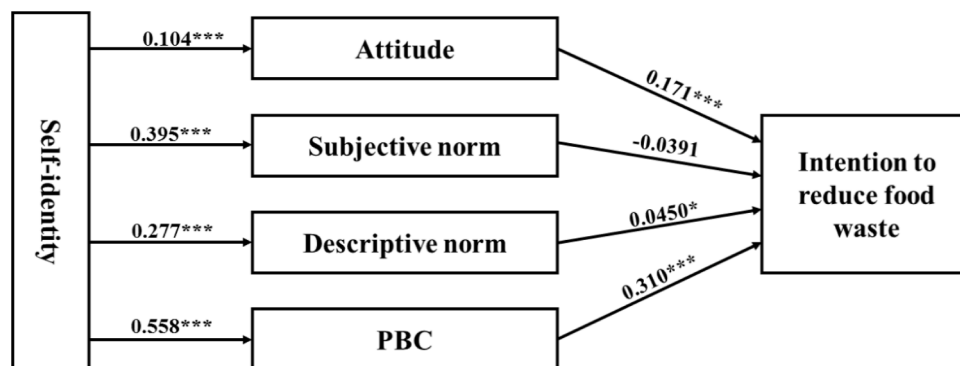 Self-identity
0.104***
Attitude
0.171***
0.395***
Subjective norm
-0.0391
Intention to
reduce food
waste
0.277***
Descriptive norm
0.0450*
0.558***
PBC
0.310***